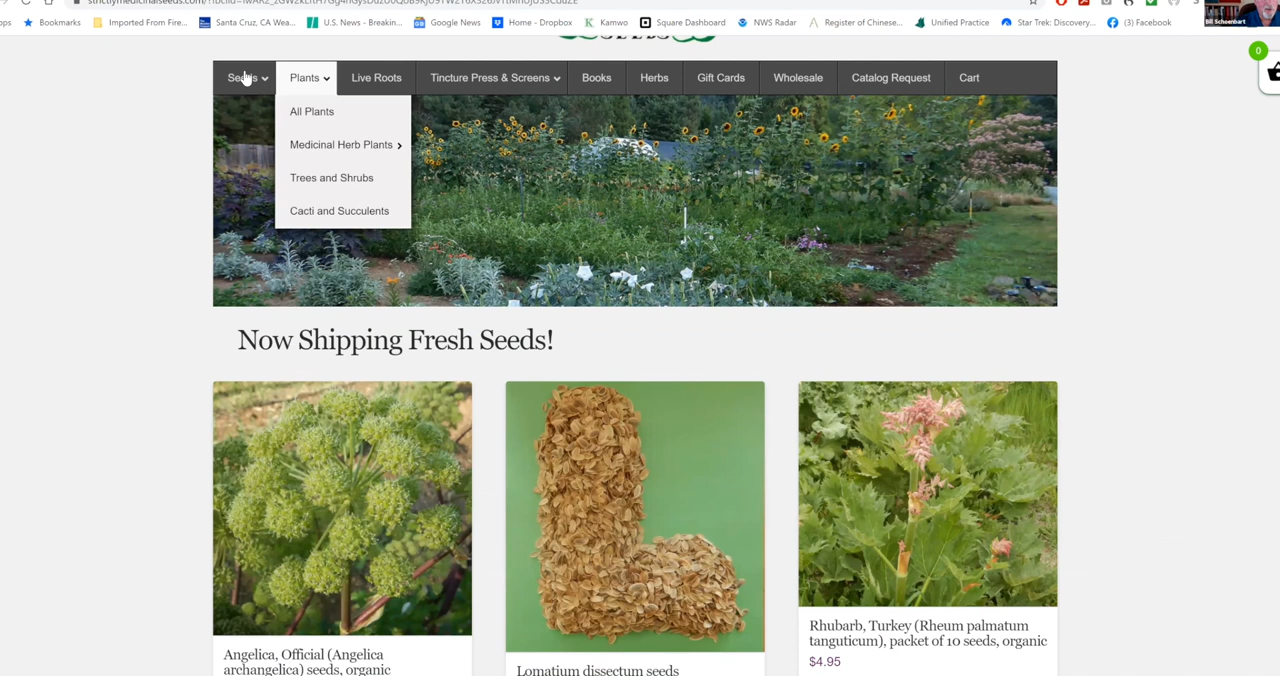 Bookmarks
Imported From Fire...
Santa Cruz, CA Wea...
U.S. News - Breakin...
Google News
Home - Dropbox
Kamwo
Square Dashboard
NWS Radar
Register of Chinese...
Unified Practice
Star Trek: Discovery...
(3) Facebook
Bill Schoenbart
0
Seeds
Plants
Live Roots
Tincture Press & Screens
Books
Herbs
Gift Cards
Wholesale
Catalog Request
Cart
All Plants
Medicinal Herb Plants
Trees and Shrubs
Cacti and Succulents
Now Shipping Fresh Seeds!
Angelica, Official (Angelica
archangelica) seeds, organic
Lomatium dissectum seeds
Rhubarb, Turkey (Rheum palmatum
tanguticum), packet of 10 seeds, organic
$4.95